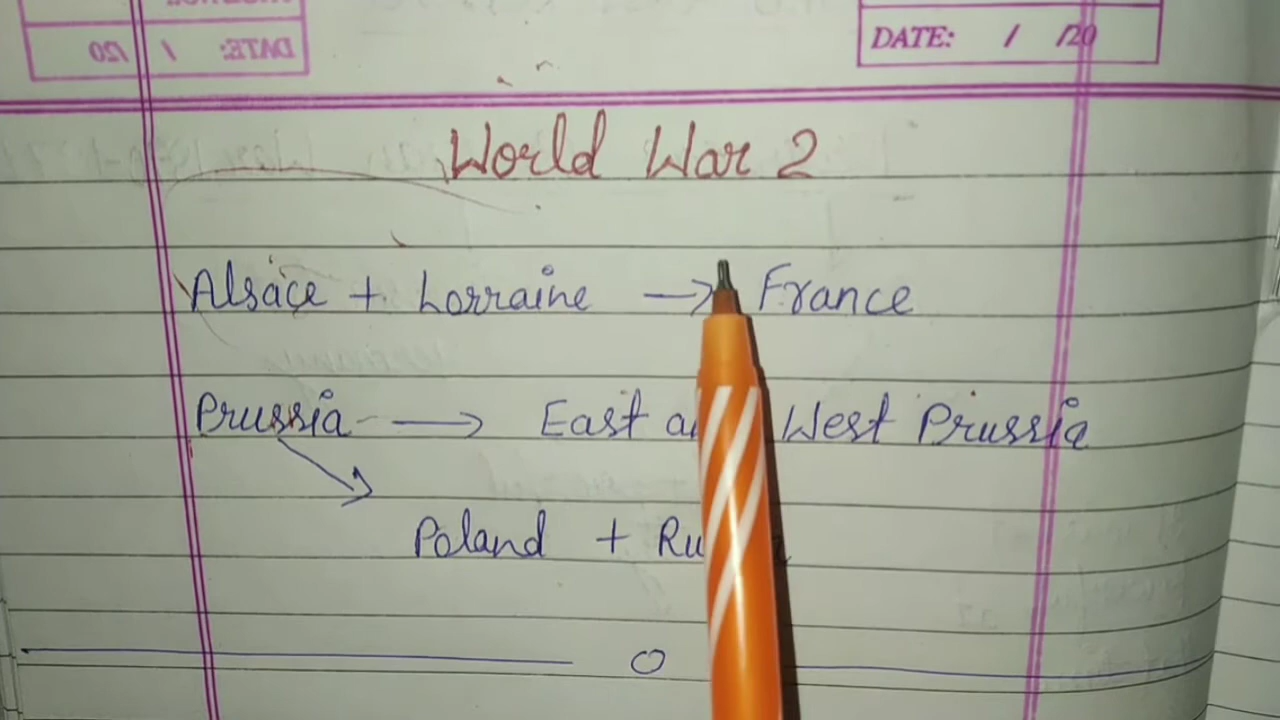 DATE: / /20
World War 2
Alsace + Lorraine → France
Prussia → East a West Prussia
Poland + Ru